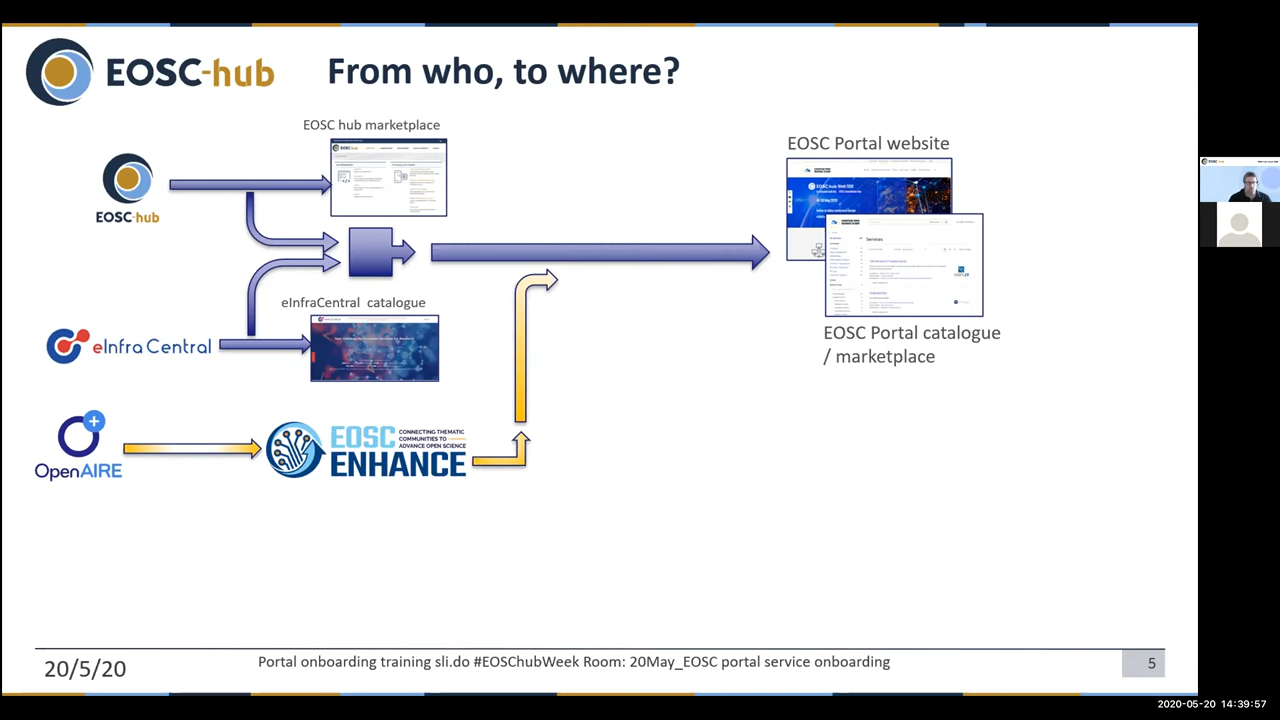 EOSC-hub
From who, to where?
EOSC hub marketplace
EOSC-hub
EOSC Portal website
eInfraCentral catalogue
eInfra Central
EOSC Portal catalogue
/ marketplace
OpenAIRE
EOSC
CONNECTING THEMATIC
COMMUNITIES TO
ADVANCE OPEN SCIENCE
ENHANCE
20/5/20
Portal onboarding training sli.do #EOSChubWeek Room: 20May_EOSC portal service onboarding
5
2020-05-20 14:39:57